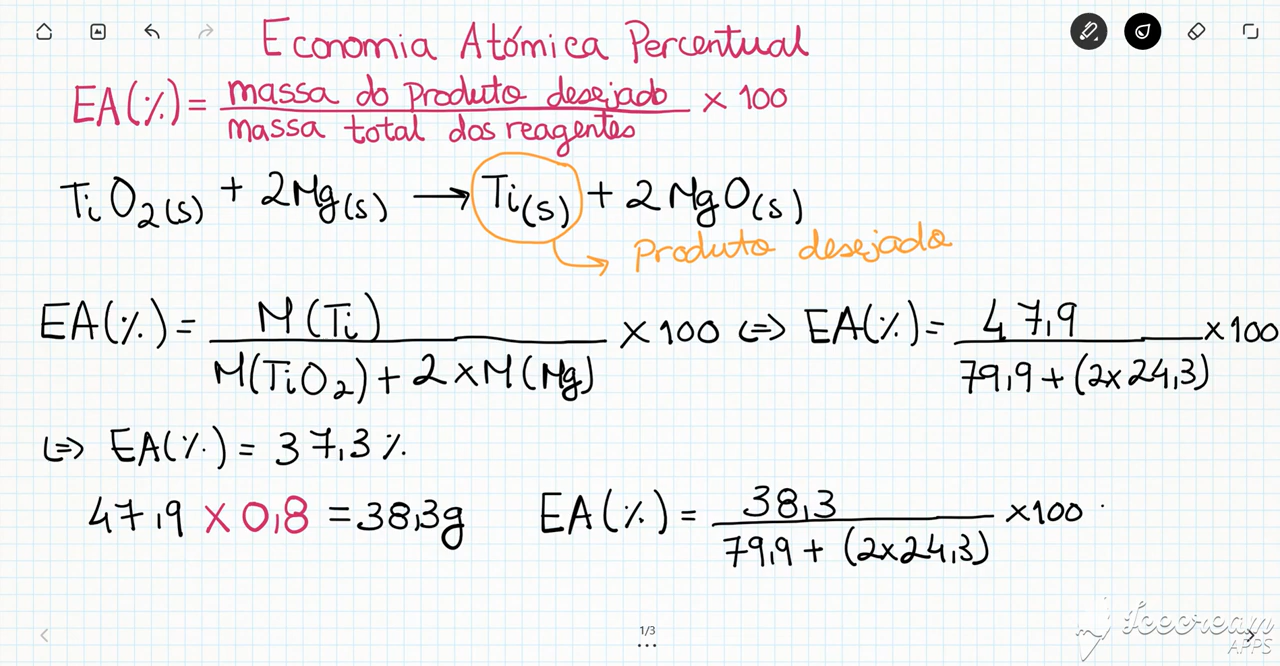 Economia Atómica Percentual
EA(%) = massa do produto desejado / massa total dos reagentes × 100
TiO₂(s) + 2Mg(s) → Ti(s) + 2MgO(s)
Produto desejado
EA(%) = M(Ti) / M(TiO₂) + 2×M(Mg) × 100 <=> EA(%) = 47,9 / 79,9 + (2×24,3) × 100
<=> EA(%) = 37,3%
47,9 × 0,8 = 38,3g EA(%) = 38,3 / 79,9 + (2×24,3) × 100
1/3
Icecream
APPS